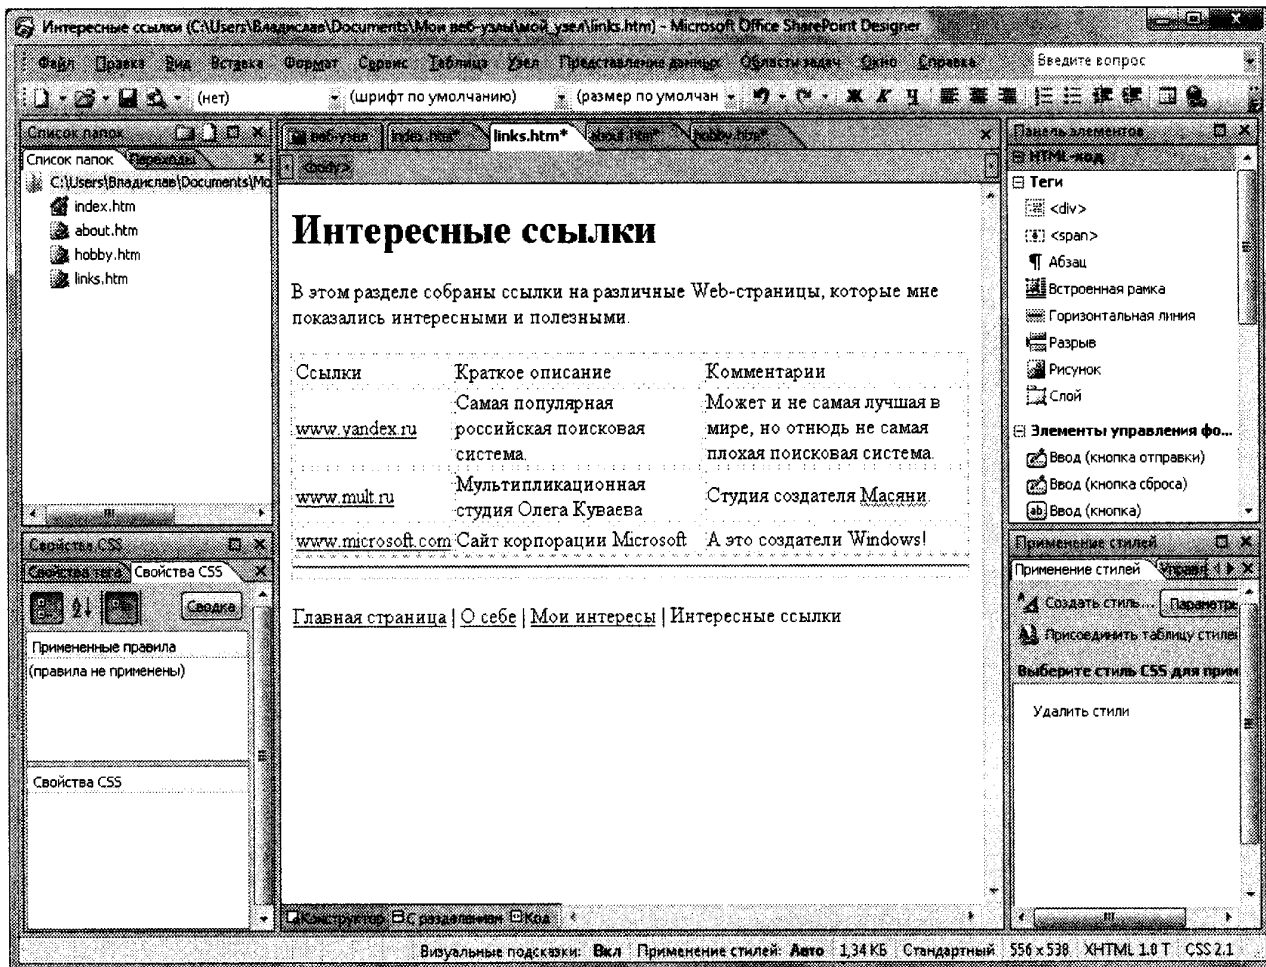 Интересные ссылки (C:\Users\Владислав\Documents\Мои веб-узлы\мой_узел\links.htm) - Microsoft Office SharePoint Designer
Файл Правка Вид Вставка Формат Сервис Таблица Узел Представление данных Области задач Окно Справка Введите вопрос
(нет) (шрифт по умолчанию) (размер по умолчан Ж К Ч
Список папок
Список папок Переходы
C:\Users\Владислав\Documents\Мо
index.htm
about.htm
hobby.htm
links.htm
Свойства CSS
Свойства тега Свойства CSS
Сводка
Примененные правила
(правила не применены)
Свойства CSS
веб-узел index.htm* links.htm* about.htm* hobby.htm*
<body>
Интересные ссылки
В этом разделе собраны ссылки на различные Web-страницы, которые мне
показались интересными и полезными.
Ссылки Краткое описание Комментарии
www.yandex.ru Самая популярная российская поисковая система. Может и не самая лучшая в мире, но отнюдь не самая плохая поисковая система.
www.mult.ru Мультипликационная студия Олега Куваева Студия создателя Масяни.
www.microsoft.com Сайт корпорации Microsoft А это создатели Windows!
Главная страница | О себе | Мои интересы | Интересные ссылки
Конструктор С разделением Код
Панель элементов
HTML-код
Теги
<div>
<span>
Абзац
Встроенная рамка
Горизонтальная линия
Разрыв
Рисунок
Слой
Элементы управления фо...
Ввод (кнопка отправки)
Ввод (кнопка сброса)
Ввод (кнопка)
Применение стилей
Применение стилей Управл
Создать стиль... Параметры
Присоединить таблицу стилей
Выберите стиль CSS для прим
Удалить стили
Визуальные подсказки: Вкл Применение стилей: Авто 1,34 КБ Стандартный 556 x 538 XHTML 1.0 T CSS 2.1